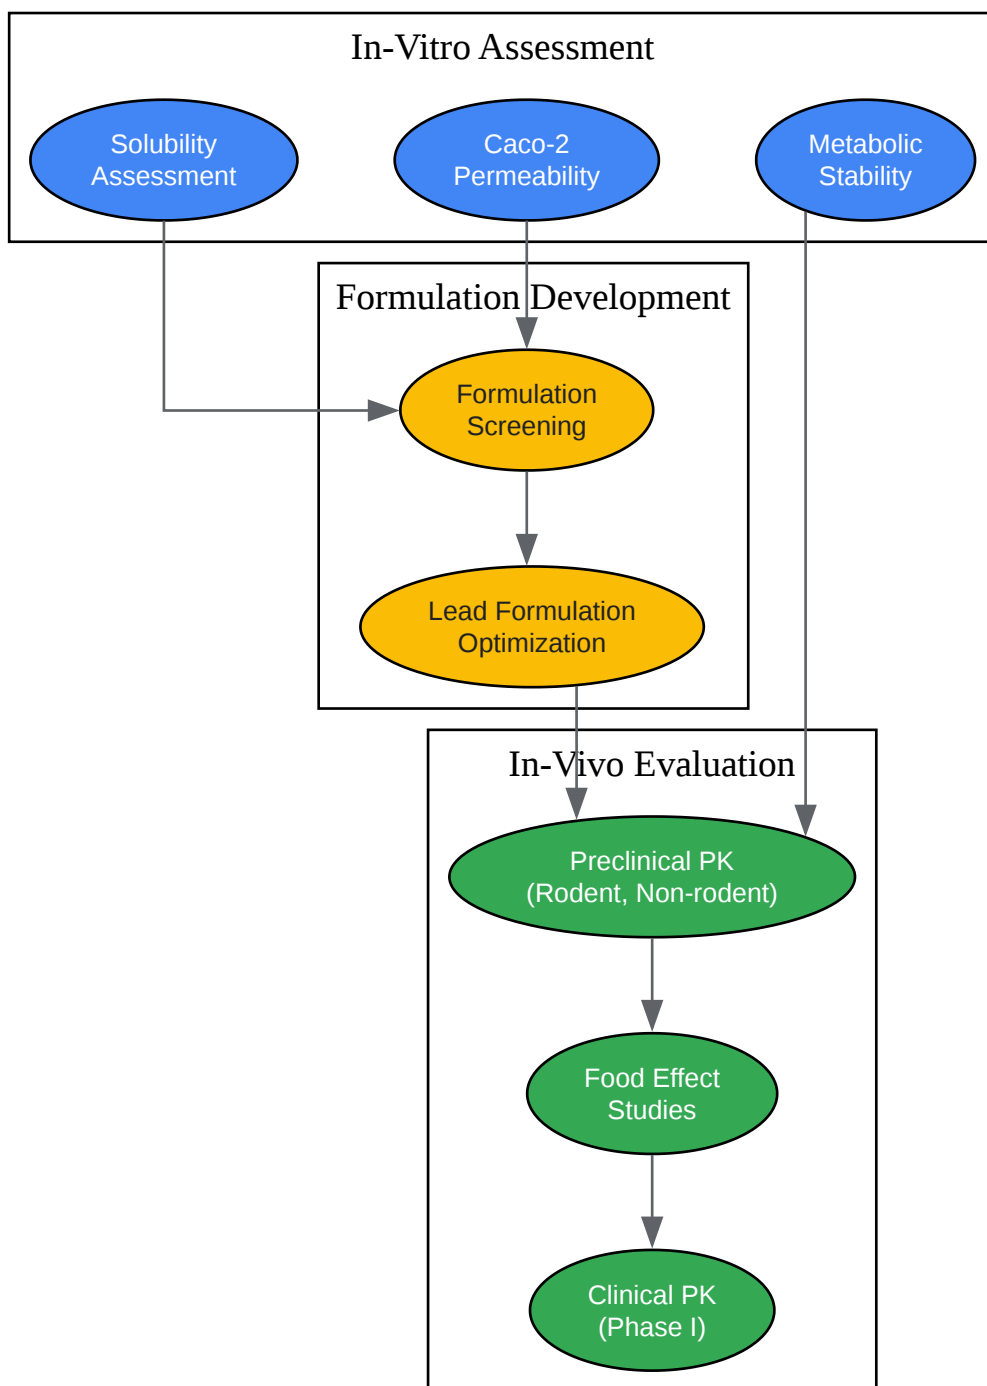 In-Vitro Assessment
Solubility
Assessment
Caco-2
Permeability
Metabolic
Stability
Formulation Development
Formulation
Screening
Lead Formulation
Optimization
In-Vivo Evaluation
Preclinical PK
(Rodent, Non-rodent)
Food Effect
Studies
Clinical PK
(Phase I)